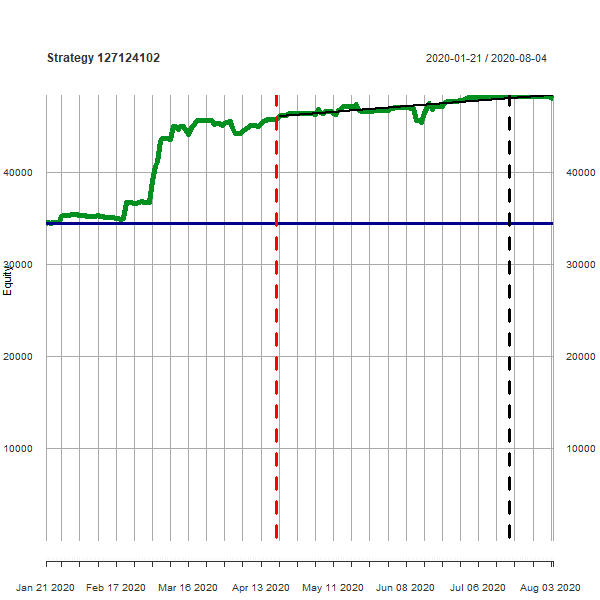 Strategy 127124102
2020-01-21 / 2020-08-04
40000
40000
30000
30000
Equity
20000
20000
10000
10000
Jan 21 2020
Feb 17 2020
Mar 16 2020
Apr 13 2020
May 11 2020
Jun 08 2020
Jul 06 2020
Aug 03 2020